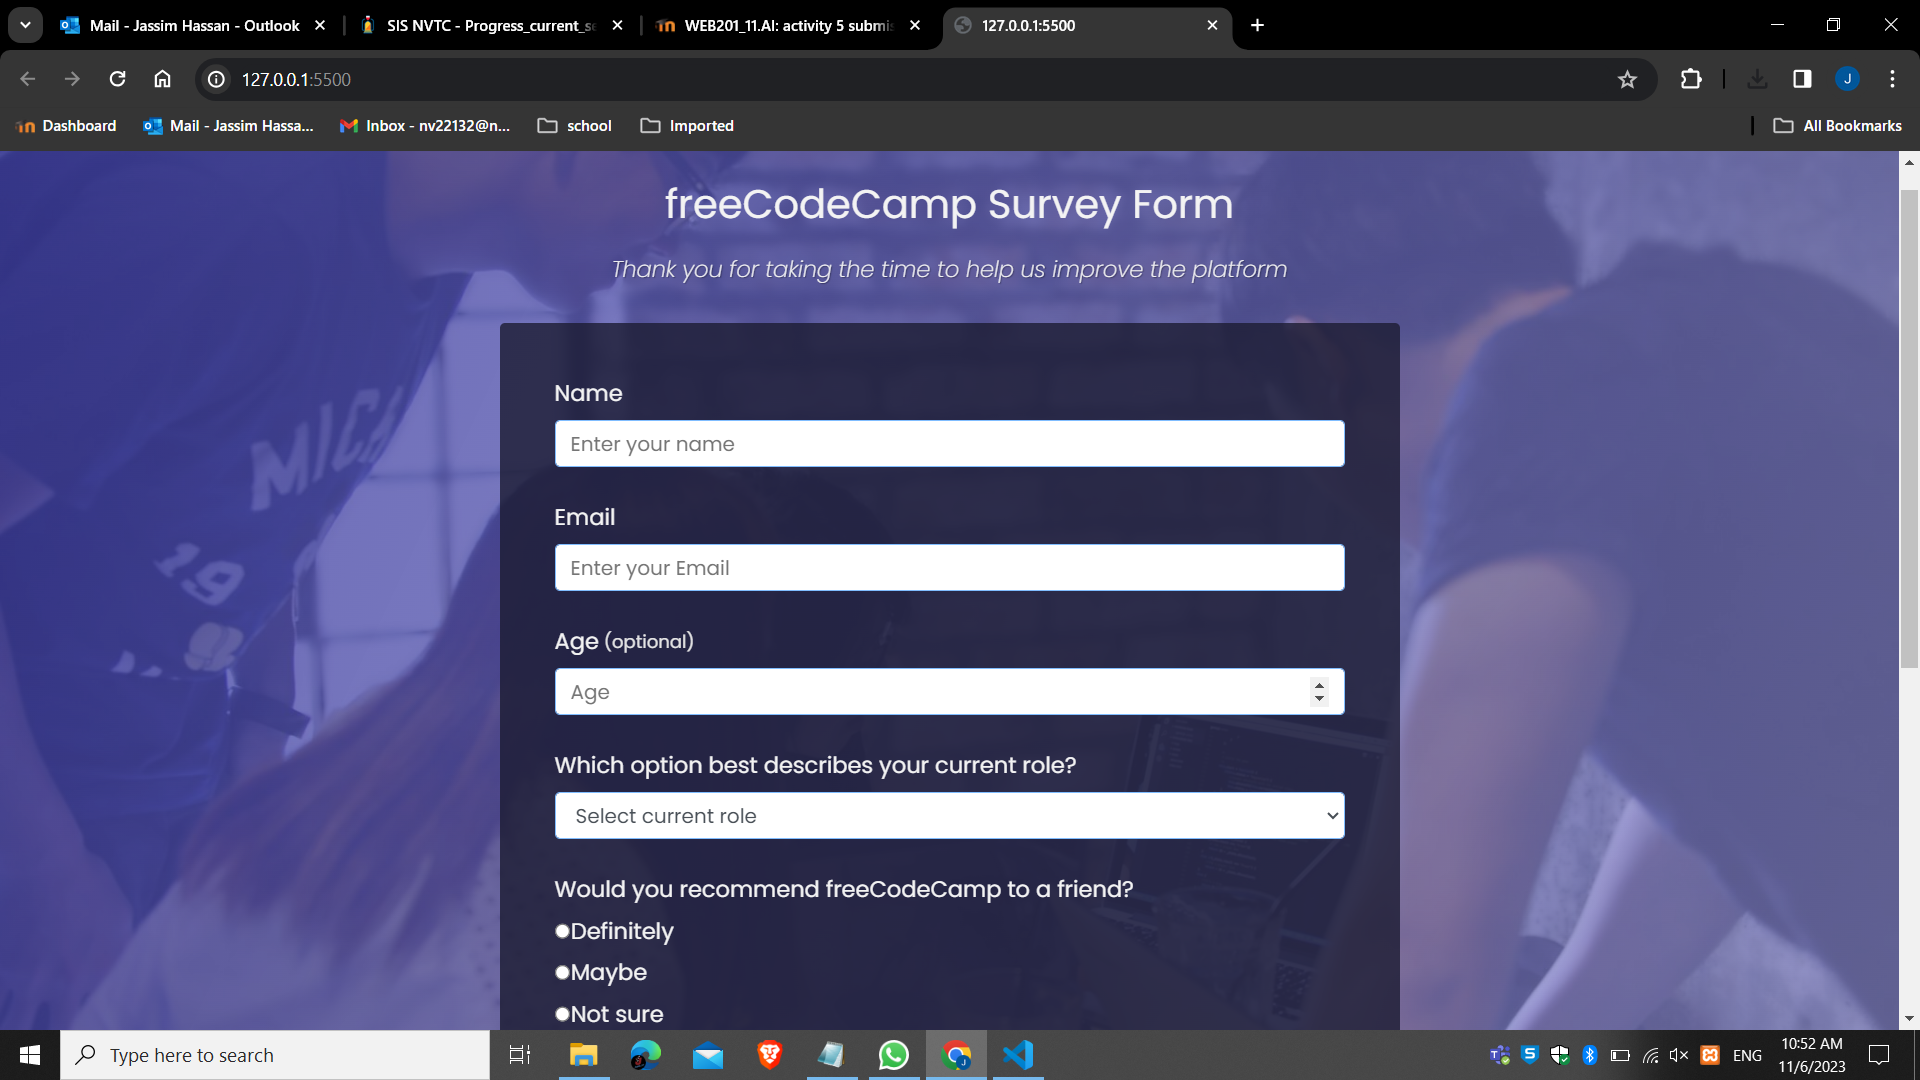 Mail - Jassim Hassan - Outlook
SIS NVTC - Progress_current_se
WEB201_11.AI: activity 5 submis
127.0.0.1:5500
127.0.0.1:5500
J
Dashboard
Mail - Jassim Hassa...
Inbox - nv22132@n...
school
Imported
All Bookmarks
freeCodeCamp Survey Form
Thank you for taking the time to help us improve the platform
MICH
19
Name
Enter your name
Email
Enter your Email
Age (optional)
Age
Which option best describes your current role?
Select current role
Would you recommend freeCodeCamp to a friend?
Definitely
Maybe
Not sure
Type here to search
ENG
10:52 AM
11/6/2023